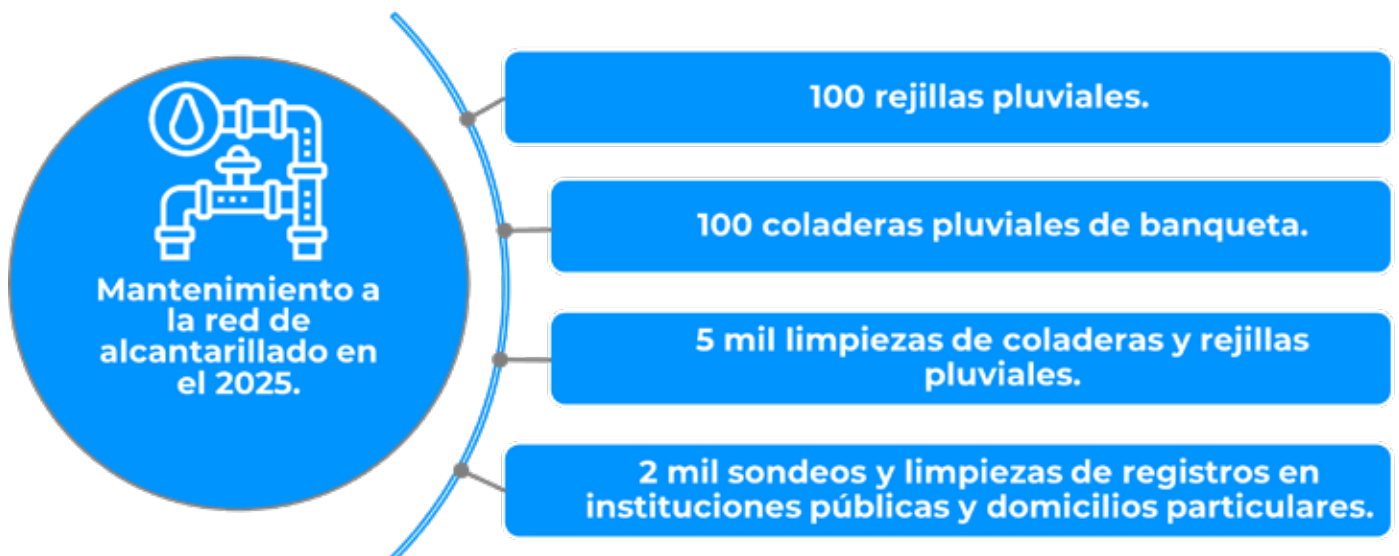 Mantenimiento a
la red de
alcantarillado en
el 2025.
100 rejillas pluviales.
100 coladeras pluviales de banqueta.
5 mil limpiezas de coladeras y rejillas
pluviales.
2 mil sondeos y limpiezas de registros en
instituciones públicas y domicilios particulares.